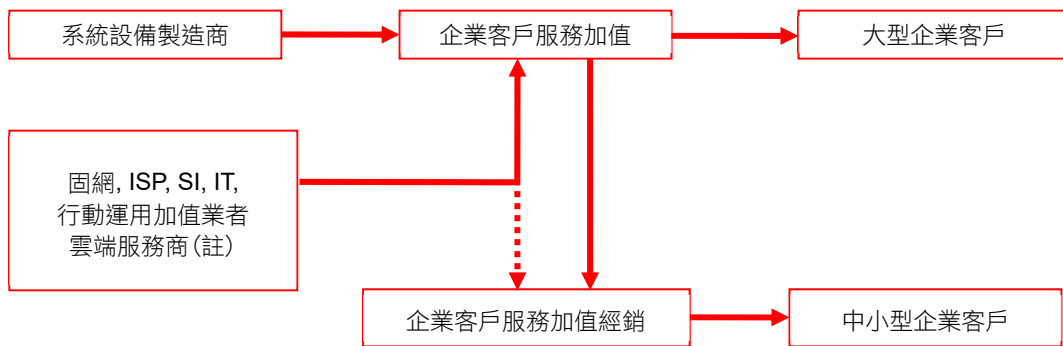 系統設備製造商
企業客戶服務加值
大型企業客戶
固網, ISP, SI, IT,
行動運用加值業者
雲端服務商(註)
企業客戶服務加值經銷
中小型企業客戶